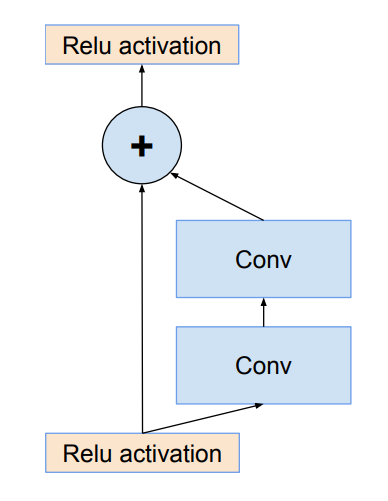 Relu activation
+
Conv
Conv
Relu activation